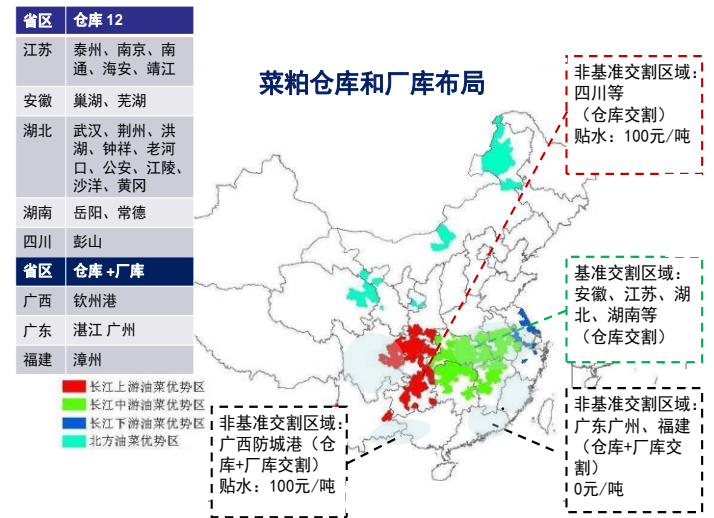 菜粕仓库和厂库布局
省区 仓库 12
江苏 泰州、南京、南
通、海安、靖江
安徽 巢湖、芜湖
湖北 武汉、荆州、洪
湖、钟祥、老河
口、公安、江陵、
沙洋、黄冈
湖南 岳阳、常德
四川 彭山
省区 仓库 +厂库
广西 钦州港
广东 湛江 广州
福建 漳州
长江上游油菜优势区
长江中游油菜优势区
长江下游油菜优势区
北方油菜优势区
非基准交割区域：
四川等
（仓库交割）
贴水：100元/吨
基准交割区域：
安徽、江苏、湖
北、湖南等
（仓库交割）
非基准交割区域：
广西防城港（仓
库+厂库交割）
贴水：100元/吨
非基准交割区域：
广东广州、福建
（仓库+厂库交
割）
0元/吨